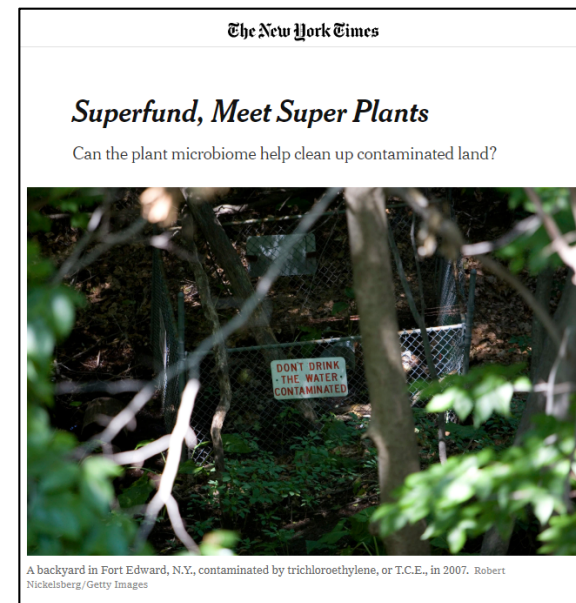 The New York Times
Superfund, Meet Super Plants
Can the plant microbiome help clean up contaminated land?
DONT DRINK
· THE WATER ·
CONTAMINATED
A backyard in Fort Edward, N.Y., contaminated by trichloroethylene, or T.C.E., in 2007. Robert
Nickelsberg/Getty Images